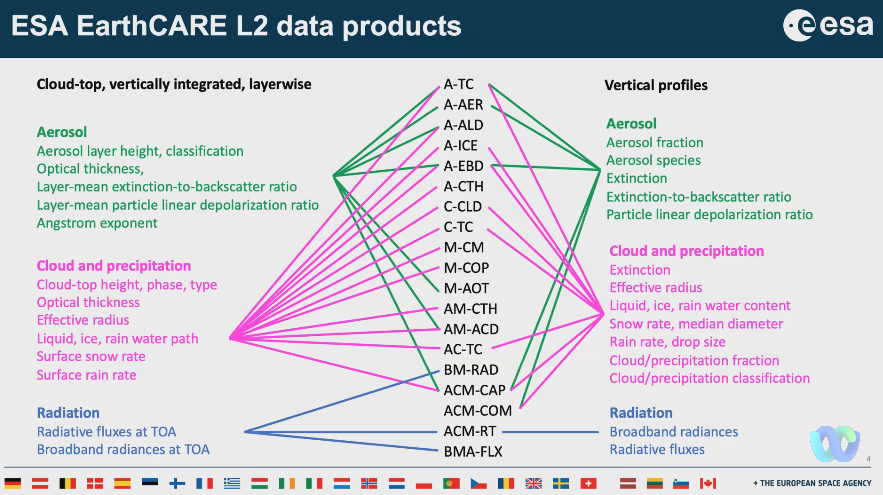 ESA EarthCARE L2 data products
esa
Cloud-top, vertically integrated, layerwise
Aerosol
Aerosol layer height, classification
Optical thickness,
Layer-mean extinction-to-backscatter ratio
Layer-mean particle linear depolarization ratio
Angstrom exponent
Cloud and precipitation
Cloud-top height, phase, type
Optical thickness
Effective radius
Liquid, ice, rain water path
Surface snow rate
Surface rain rate
Radiation
Radiative fluxes at TOA
Broadband radiances at TOA
A-TC
A-AER
A-ALD
A-ICE
A-EBD
A-CTH
C-CLD
C-TC
M-CM
M-COP
M-AOT
AM-CTH
AM-ACD
AC-TC
BM-RAD
ACM-CAP
ACM-COM
ACM-RT
BMA-FLX
Vertical profiles
Aerosol
Aerosol fraction
Aerosol species
Extinction
Extinction-to-backscatter ratio
Particle linear depolarization ratio
Cloud and precipitation
Extinction
Effective radius
Liquid, ice, rain water content
Snow rate, median diameter
Rain rate, drop size
Cloud/precipitation fraction
Cloud/precipitation classification
Radiation
Broadband radiances
Radiative fluxes
4
→ THE EUROPEAN SPACE AGENCY